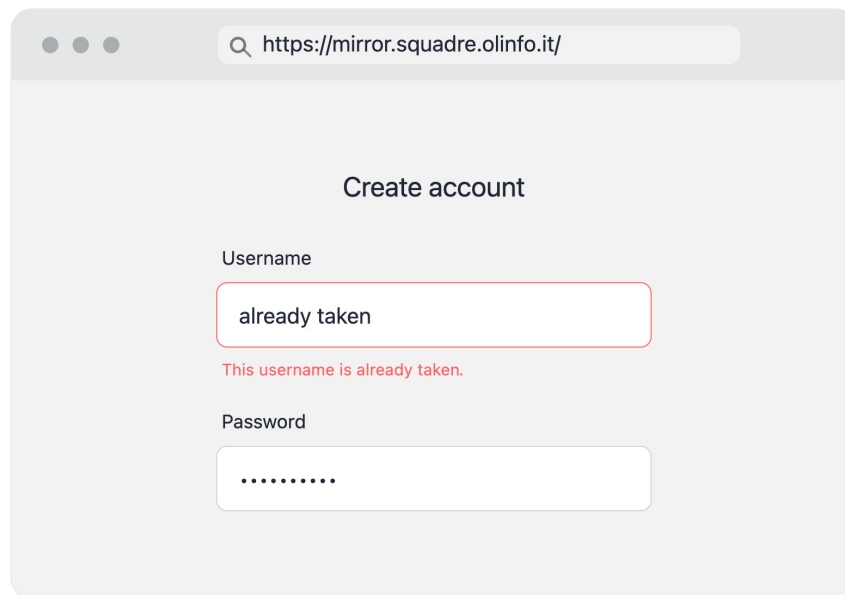 https://mirror.squadre.olinfo.it/
Create account
Username
already taken
This username is already taken.
Password
••••••••••